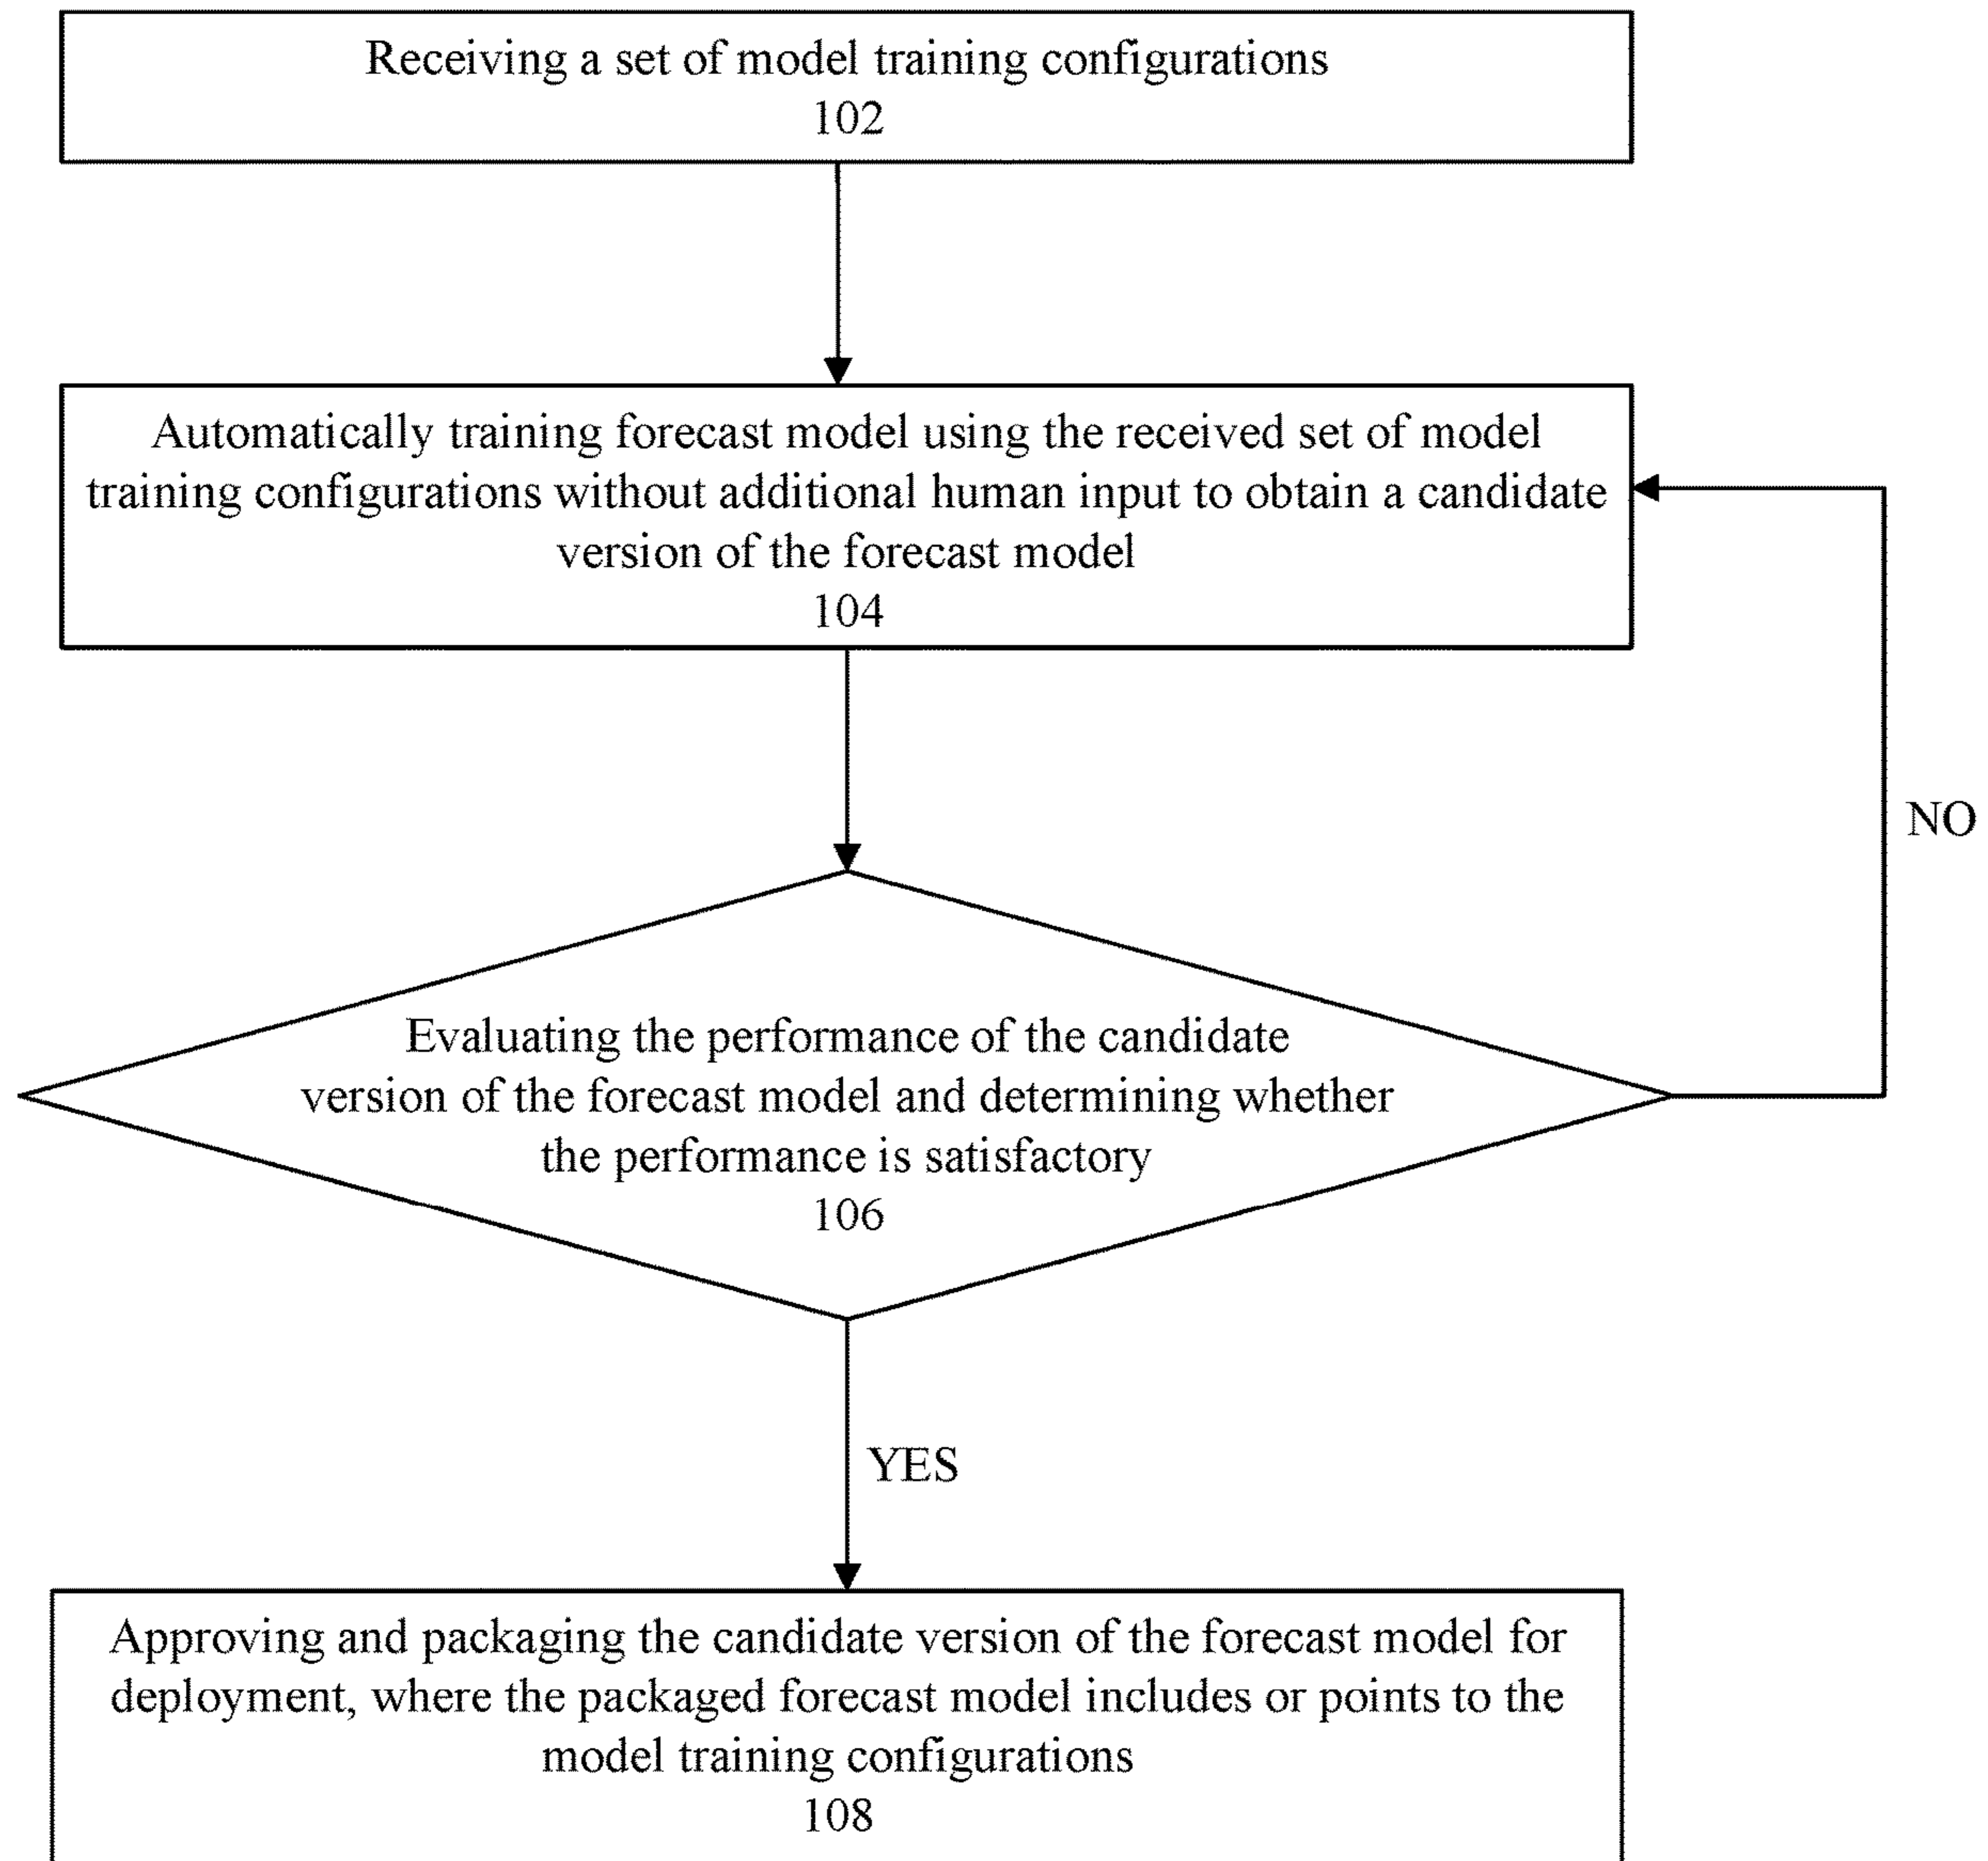 Receiving a set of model training configurations
102
Automatically training forecast model using the received set of model
training configurations without additional human input to obtain a candidate
version of the forecast model
104
NO
Evaluating the performance of the candidate
version of the forecast model and determining whether
the performance is satisfactory
106
YES
Approving and packaging the candidate version of the forecast model for
deployment, where the packaged forecast model includes or points to the
model training configurations
108